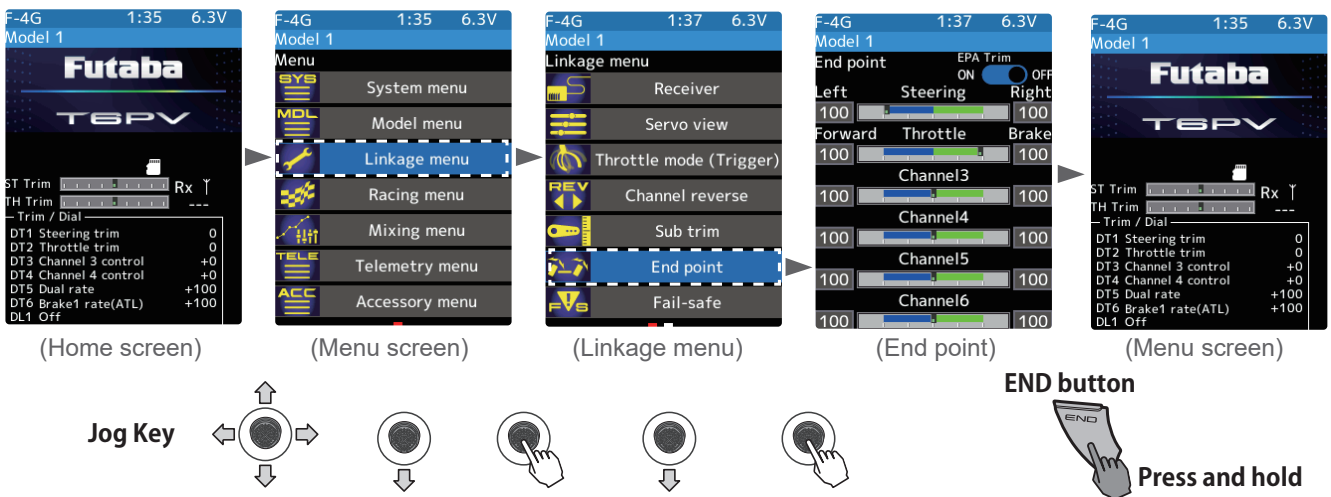 F-4G 1:35 6.3V
Model 1
Futaba
T6PV
ST Trim Rx
TH Trim ---
Trim / Dial
DT1 Steering trim 0
DT2 Throttle trim 0
DT3 Channel 3 control +0
DT4 Channel 4 control +0
DT5 Dual rate +100
DT6 Brake1 rate(ATL) +100
DL1 Off
(Home screen)
F-4G 1:35 6.3V
Model 1
Menu
SYS System menu
MDL Model menu
Linkage menu
Racing menu
Mixing menu
TELE Telemetry menu
ACC Accessory menu
(Menu screen)
F-4G 1:37 6.3V
Model 1
Linkage menu
Receiver
Servo view
Throttle mode (Trigger)
REV Channel reverse
Sub trim
End point
F/S Fail-safe
(Linkage menu)
F-4G 1:37 6.3V
Model 1
End point EPA Trim
ON OFF
Left Steering Right
100 100
Forward Throttle Brake
100 100
Channel3
100 100
Channel4
100 100
Channel5
100 100
Channel6
100 100
(End point)
F-4G 1:35 6.3V
Model 1
Futaba
T6PV
ST Trim Rx
TH Trim ---
Trim / Dial
DT1 Steering trim 0
DT2 Throttle trim 0
DT3 Channel 3 control +0
DT4 Channel 4 control +0
DT5 Dual rate +100
DT6 Brake1 rate(ATL) +100
DL1 Off
(Menu screen)
Jog Key
END button
END
Press and hold